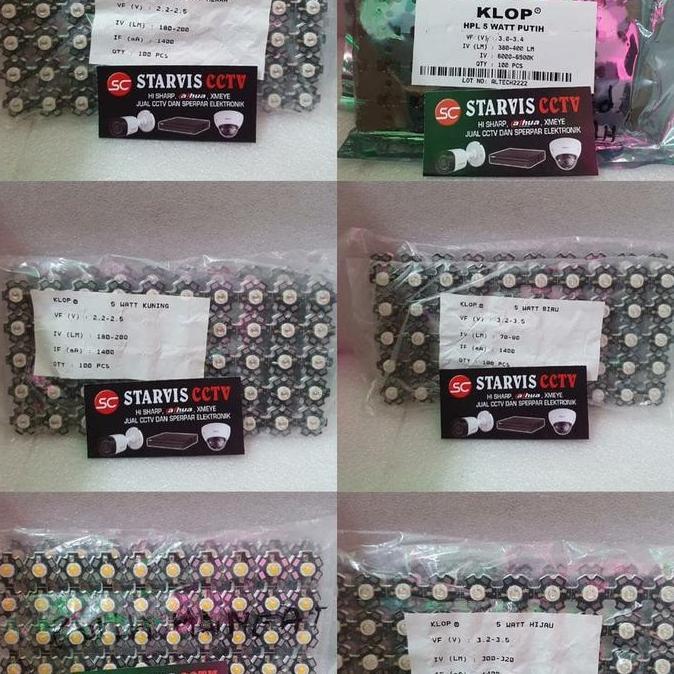 VF (V) : 2.2-2.5
IV (LM) : 180-200
IF (mA) : 1400
QTY : 100 PCS
SC STARVIS CCTV
HI SHARP, alhua, XMEYE
JUAL CCTV DAN SPERPAR ELEKTRONIK
KLOP®
HPL 5 WATT PUTIH
VF (V) : 3.0-3.4
IV (LM) : 380-400 LM
IV : 6000-6500K
QTY : 100 PCS
LOT NO: ALTECH2222
SC STARVIS CCTV
HI SHARP, alhua, XMEYE
JUAL CCTV DAN SPERPAR ELEKTRONIK
KLOP ® 5 WATT KUNING
VF (V) : 2.2-2.5
IV (LM) : 180-200
IF (mA) : 1400
QTY : 100 PCS
SC STARVIS CCTV
HI SHARP, alhua, XMEYE
JUAL CCTV DAN SPERPAR ELEKTRONIK
KLOP ® 5 WATT BIRU
VF (V) : 3.2-3.5
IV (LM) : 70-80
IF (mA) : 1400
QTY : 100 PCS
SC STARVIS CCTV
HI SHARP, alhua, XMEYE
JUAL CCTV DAN SPERPAR ELEKTRONIK
KLOP ® 5 WATT HIJAU
VF (V) : 3.2-3.5
IV (LM) : 300-320